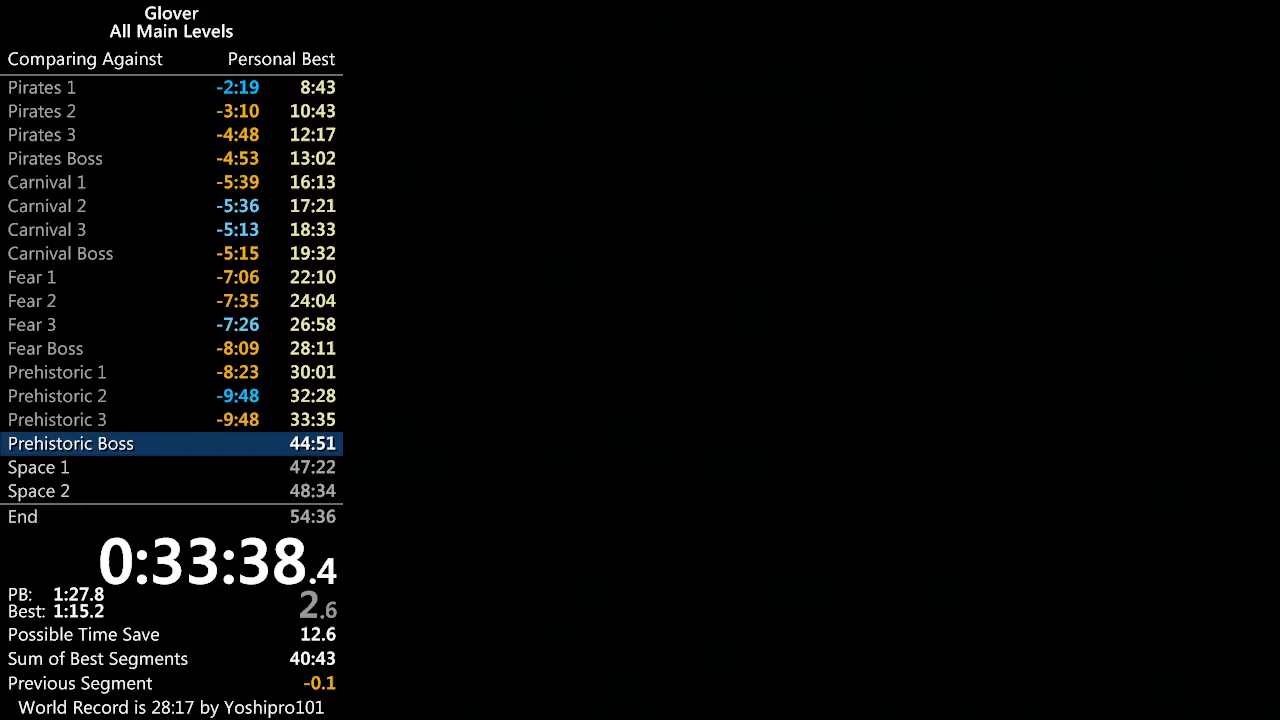 Glover
All Main Levels
Comparing Against Personal Best
Pirates 1 -2:19 8:43
Pirates 2 -3:10 10:43
Pirates 3 -4:48 12:17
Pirates Boss -4:53 13:02
Carnival 1 -5:39 16:13
Carnival 2 -5:36 17:21
Carnival 3 -5:13 18:33
Carnival Boss -5:15 19:32
Fear 1 -7:06 22:10
Fear 2 -7:35 24:04
Fear 3 -7:26 26:58
Fear Boss -8:09 28:11
Prehistoric 1 -8:23 30:01
Prehistoric 2 -9:48 32:28
Prehistoric 3 -9:48 33:35
Prehistoric Boss 44:51
Space 1 47:22
Space 2 48:34
End 54:36
0:33:38.4
PB: 1:27.8
Best: 1:15.2 2.6
Possible Time Save 12.6
Sum of Best Segments 40:43
Previous Segment -0.1
World Record is 28:17 by Yoshipro101